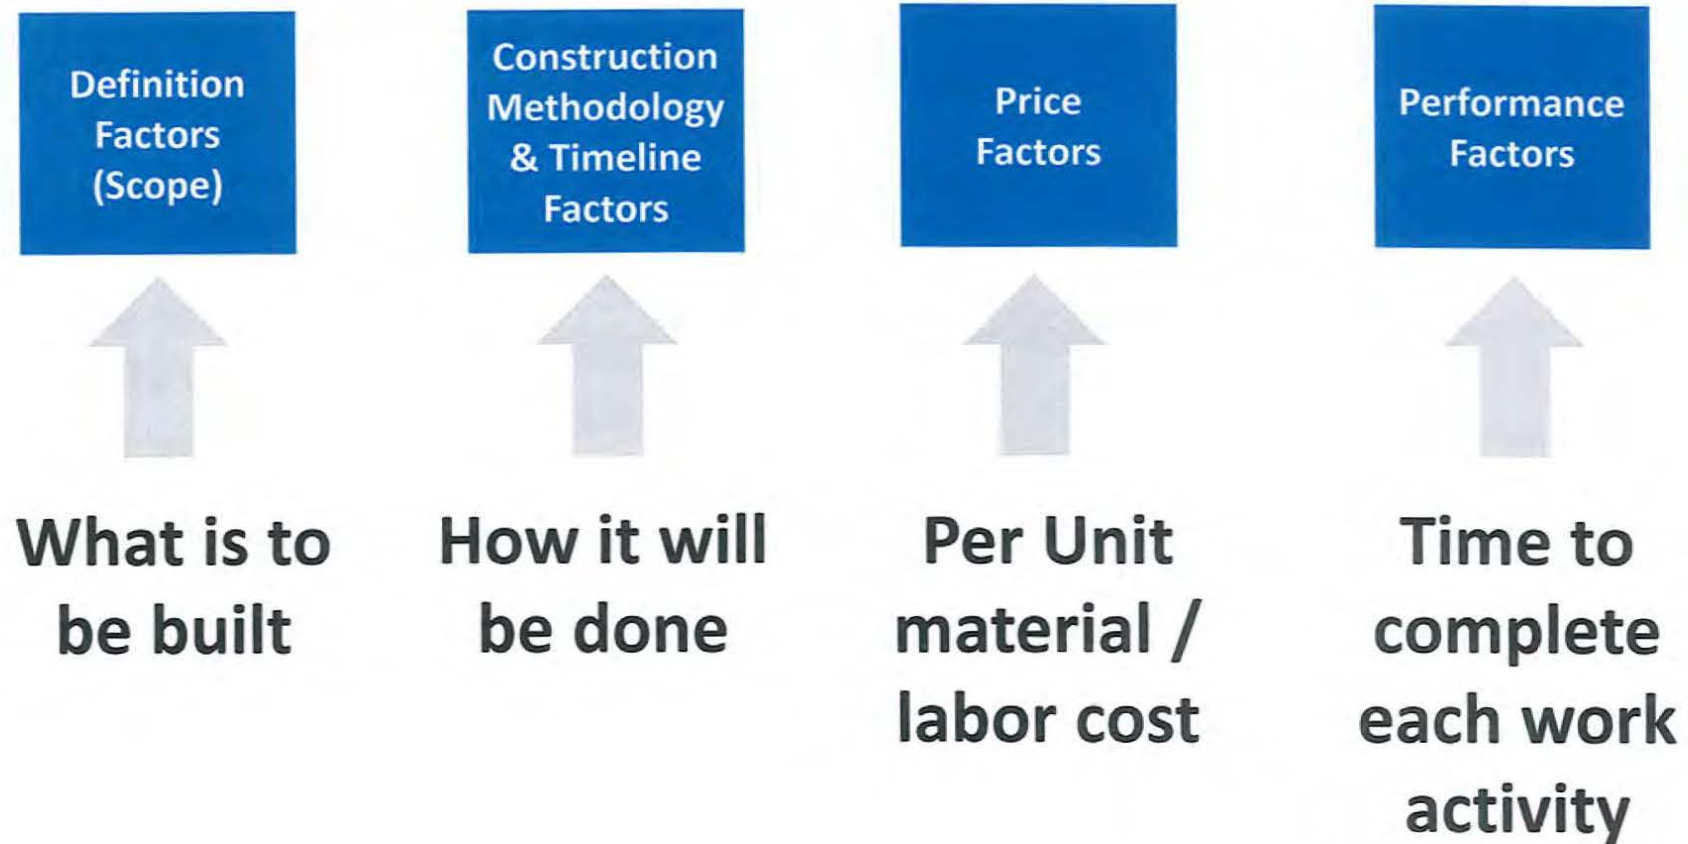 Definition
Factors
(Scope)
Construction
Methodology
& Timeline
Factors
Price
Factors
Performance
Factors
What is to
be built
How it will
be done
Per Unit
material /
labor cost
Time to
complete
each work
activity